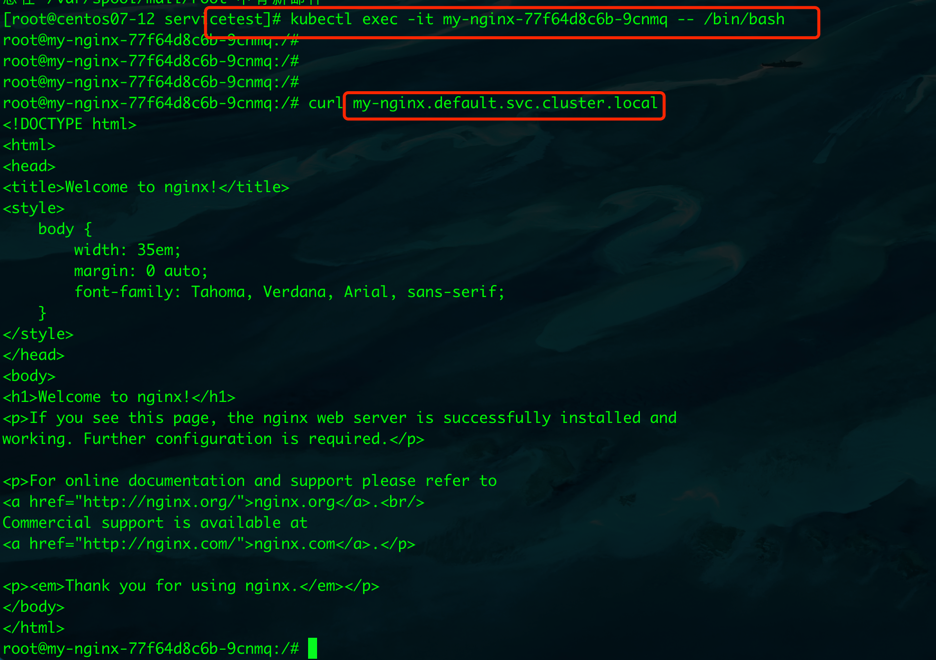 [root@centos07-12 servicetest]# kubectl exec -it my-nginx-77f64d8c6b-9cnmq -- /bin/bash
root@my-nginx-77f64d8c6b-9cnmq:/#
root@my-nginx-77f64d8c6b-9cnmq:/#
root@my-nginx-77f64d8c6b-9cnmq:/#
root@my-nginx-77f64d8c6b-9cnmq:/# curl my-nginx.default.svc.cluster.local
<!DOCTYPE html>
<html>
<head>
<title>Welcome to nginx!</title>
<style>
    body {
        width: 35em;
        margin: 0 auto;
        font-family: Tahoma, Verdana, Arial, sans-serif;
    }
</style>
</head>
<body>
<h1>Welcome to nginx!</h1>
<p>If you see this page, the nginx web server is successfully installed and
working. Further configuration is required.</p>

<p>For online documentation and support please refer to
<a href="http://nginx.org/">nginx.org</a>.<br/>
Commercial support is available at
<a href="http://nginx.com/">nginx.com</a>.</p>

<p><em>Thank you for using nginx.</em></p>
</body>
</html>
root@my-nginx-77f64d8c6b-9cnmq:/#